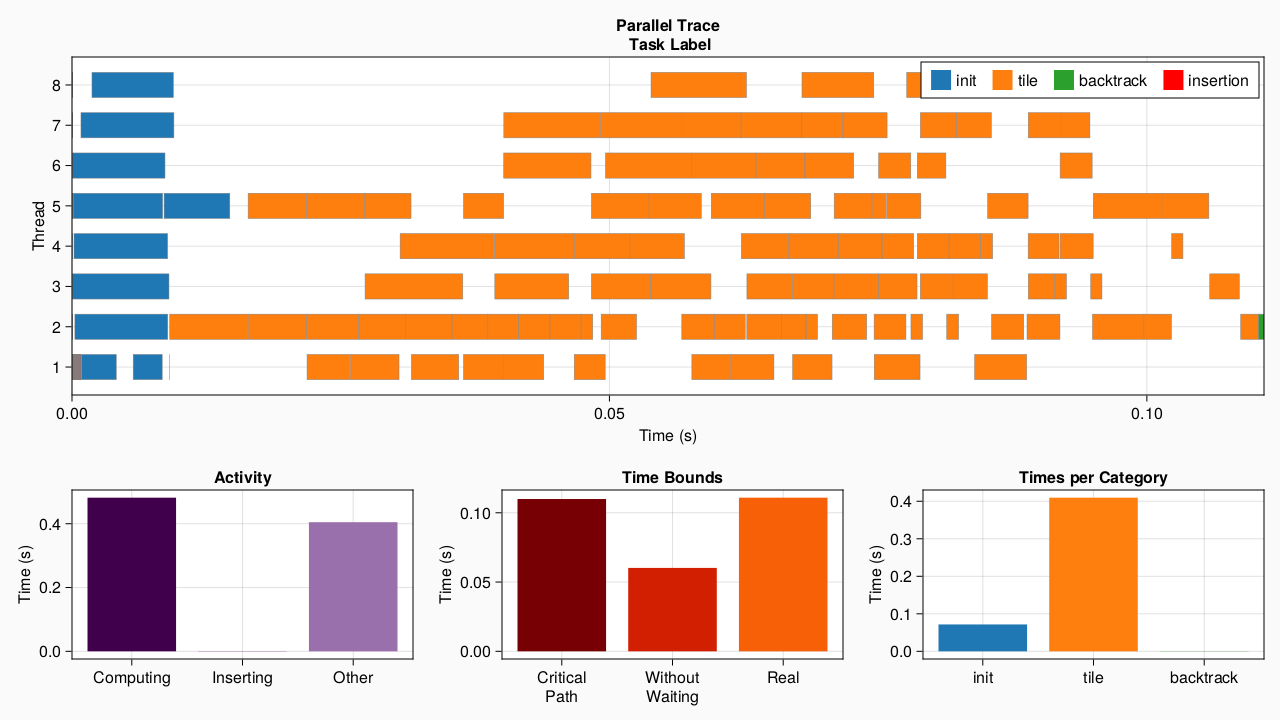 Parallel Trace
Task Label
init tile backtrack insertion
Thread
8
7
6
5
4
3
2
1
0.00 0.05 0.10
Time (s)
Activity
Time (s)
0.4
0.2
0.0
Computing Inserting Other
Time Bounds
Time (s)
0.10
0.05
0.00
Critical Path Without Waiting Real
Times per Category
Time (s)
0.4
0.3
0.2
0.1
0.0
init tile backtrack